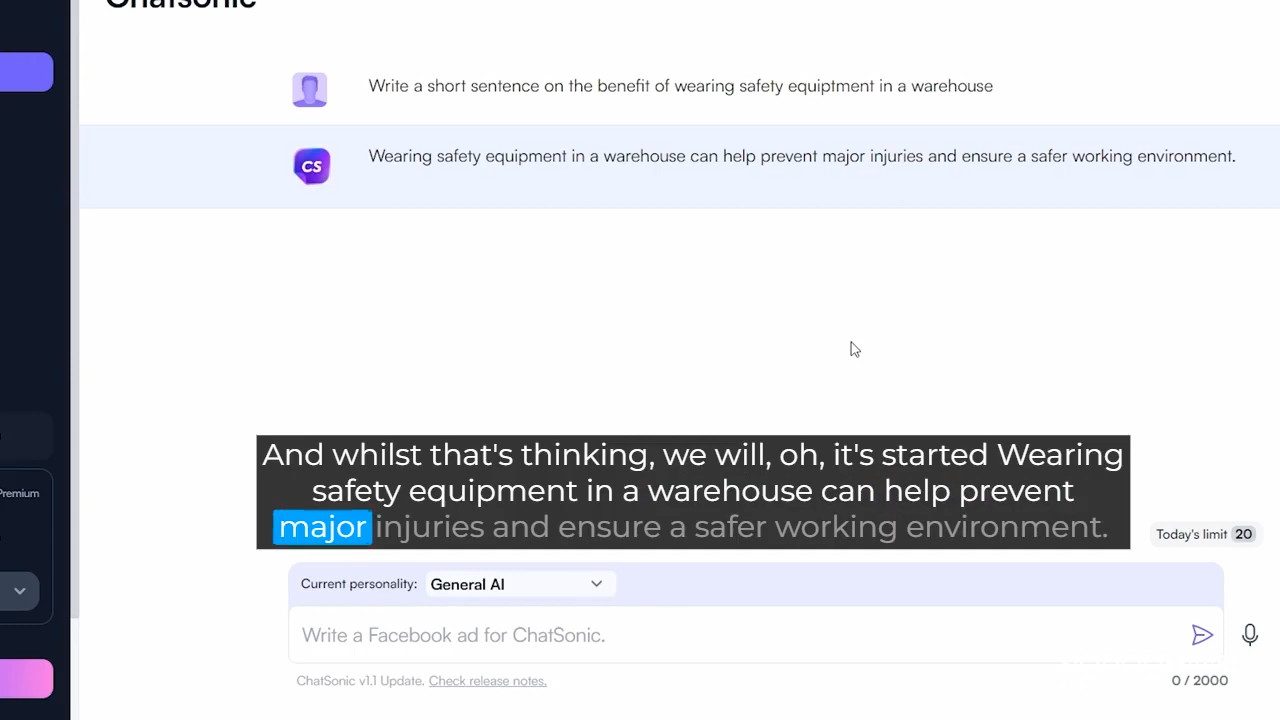 Chatsonic
Write a short sentence on the benefit of wearing safety equiptment in a warehouse
CS
Wearing safety equipment in a warehouse can help prevent major injuries and ensure a safer working environment.
And whilst that's thinking, we will, oh, it's started Wearing
safety equipment in a warehouse can help prevent
major injuries and ensure a safer working environment.
Premium
Today's limit 20
Current personality: General AI
Write a Facebook ad for ChatSonic.
ChatSonic v1.1 Update. Check release notes.
0 / 2000